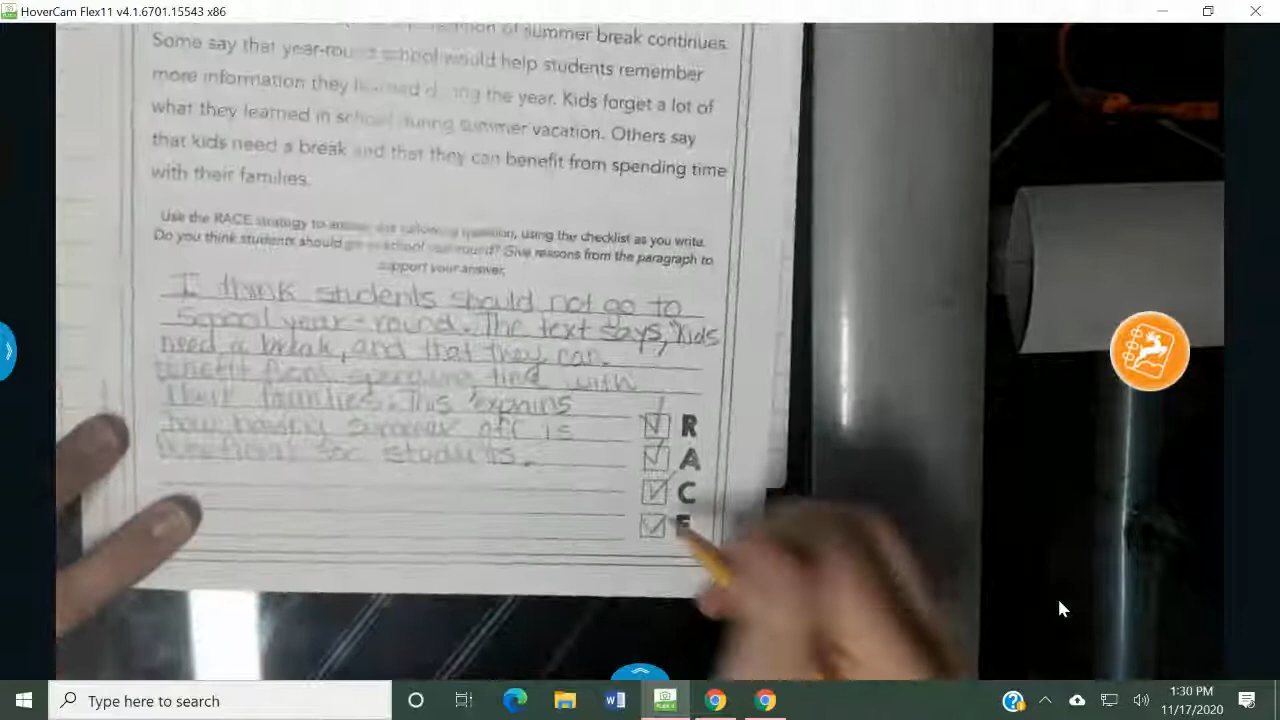 HoverCam Flex11 v4.1.6701.15543 x86
of summer break continues.
Some say that year-round school would help students remember
more information they learned during the year. Kids forget a lot of
what they learned in school during summer vacation. Others say
that kids need a break and that they can benefit from spending time
with their families.
Use the RACE strategy to answer the following question, using the checklist as you write.
Do you think students should go to school year-round? Give reasons from the paragraph to
support your answer.
I think students should not go to
School year-round. The text says, "kids
need a break, and that they can
benefit from spending time with
their families. This explains
how having summer off is
beneficial for students.
R
A
C
E
Type here to search
1:30 PM
11/17/2020